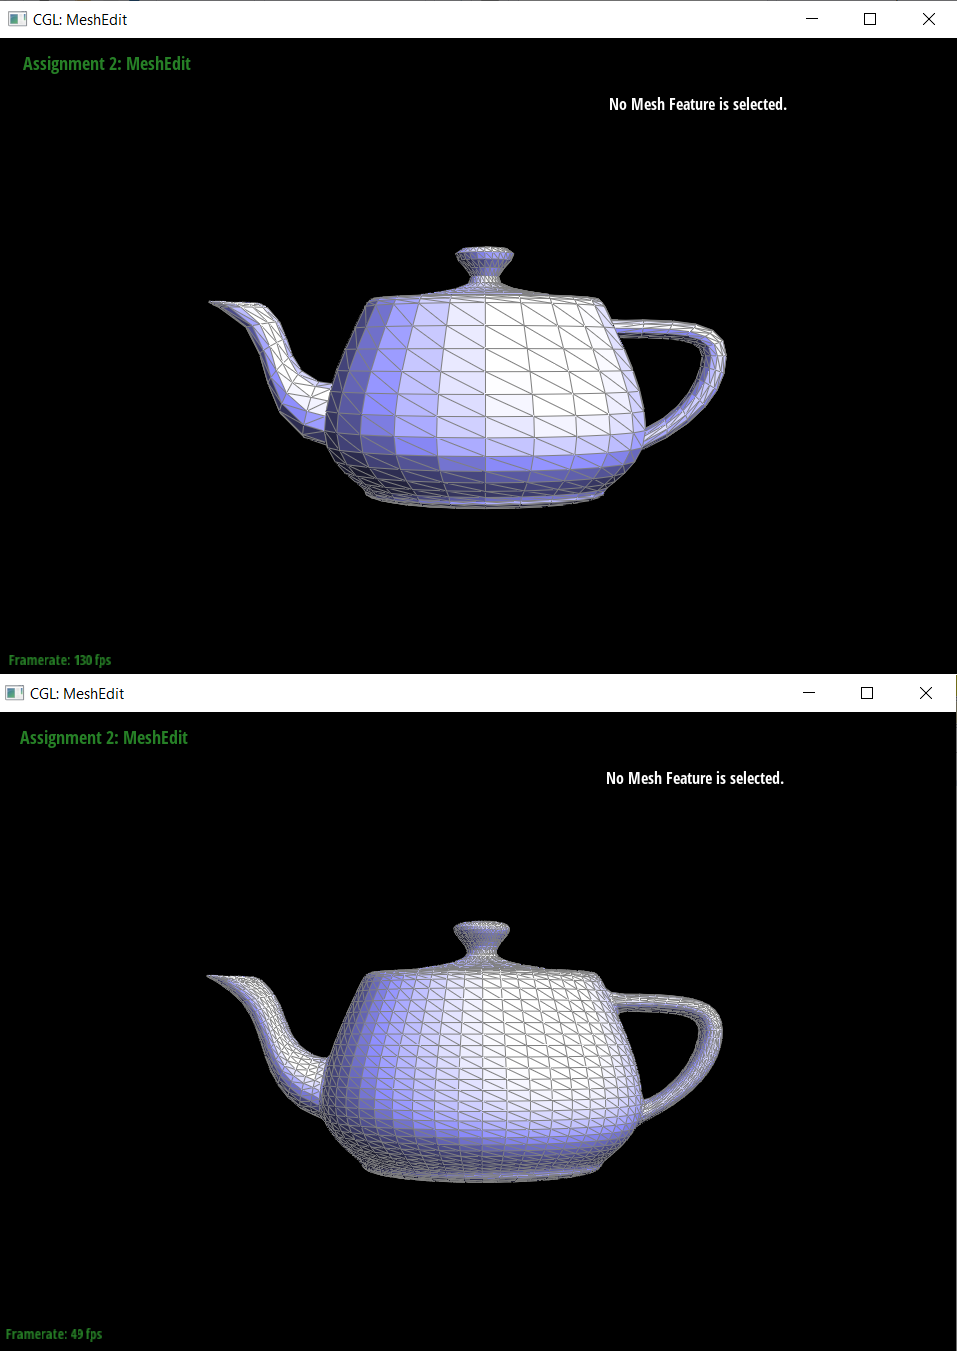 CGL: MeshEdit
Assignment 2: MeshEdit
No Mesh Feature is selected.
Framerate: 130 fps
CGL: MeshEdit
Assignment 2: MeshEdit
No Mesh Feature is selected.
Framerate: 49 fps